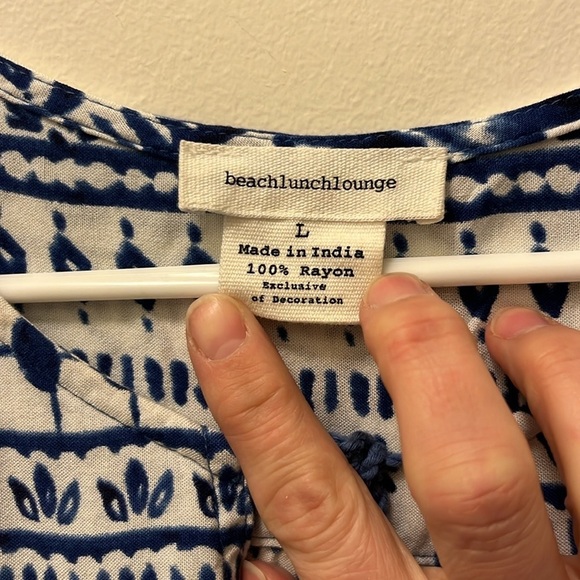 beachlunchlounge
L
Made in India
100% Rayon
Exclusive
of Decoration